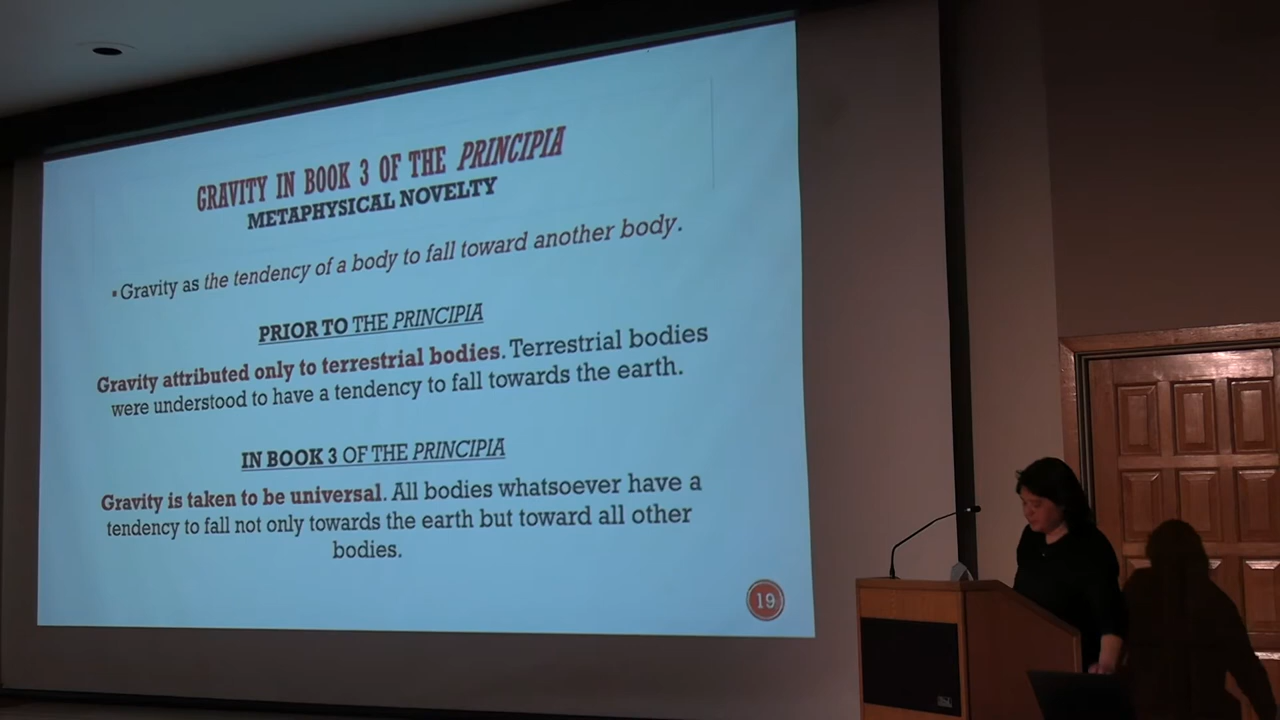 GRAVITY IN BOOK 3 OF THE PRINCIPIA
METAPHYSICAL NOVELTY
▪ Gravity as the tendency of a body to fall toward another body.
PRIOR TO THE PRINCIPIA
Gravity attributed only to terrestrial bodies. Terrestrial bodies
were understood to have a tendency to fall towards the earth.
IN BOOK 3 OF THE PRINCIPIA
Gravity is taken to be universal. All bodies whatsoever have a
tendency to fall not only towards the earth but toward all other
bodies.
19